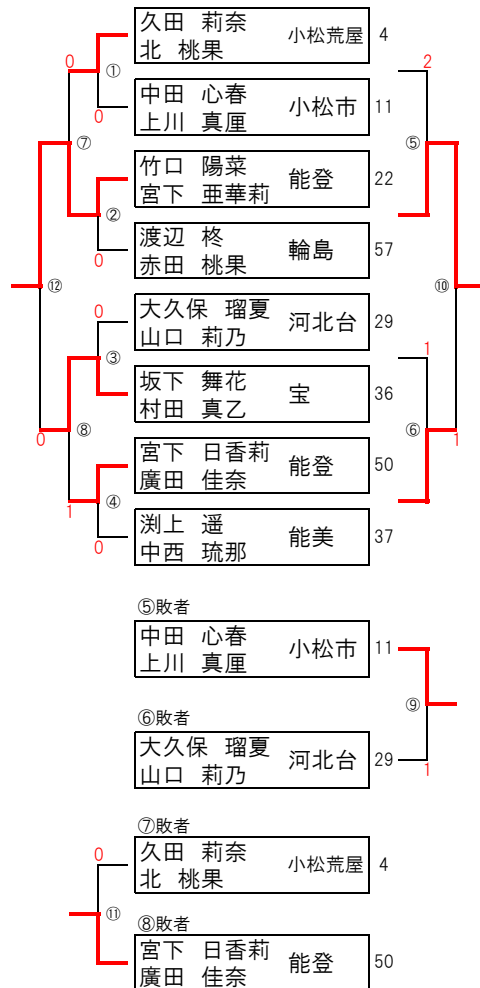 久田 莉奈
北 桃果
小松荒屋
4
中田 心春
上川 真厘
小松市
11
竹口 陽菜
宮下 亜華莉
能登
22
渡辺 柊
赤田 桃果
輪島
57
大久保 瑠夏
山口 莉乃
河北台
29
坂下 舞花
村田 真乙
宝
36
宮下 日香莉
廣田 佳奈
能登
50
渕上 遥
中西 琉那
能美
37
0
①
0
⑦
②
0
⑫
0
③
⑧
0
1
④
0
2
⑤
⑩
1
⑥
1
⑤敗者
中田 心春
上川 真厘
小松市
11
⑨
⑥敗者
大久保 瑠夏
山口 莉乃
河北台
29
1
⑦敗者
0
久田 莉奈
北 桃果
小松荒屋
4
⑪
⑧敗者
宮下 日香莉
廣田 佳奈
能登
50